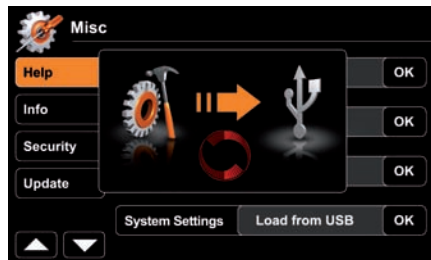 Misc
Help
OK
Info
OK
Security
OK
Update
System Settings Load from USB OK